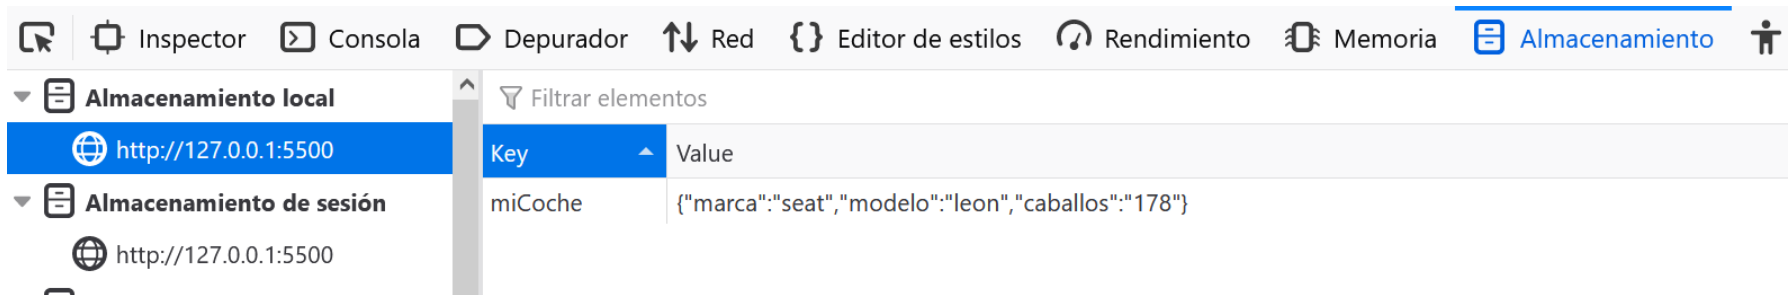 Inspector Consola Depurador Red Editor de estilos Rendimiento Memoria Almacenamiento
Almacenamiento local
Filtrar elementos
http://127.0.0.1:5500
Key Value
Almacenamiento de sesión
miCoche {"marca":"seat","modelo":"leon","caballos":"178"}
http://127.0.0.1:5500